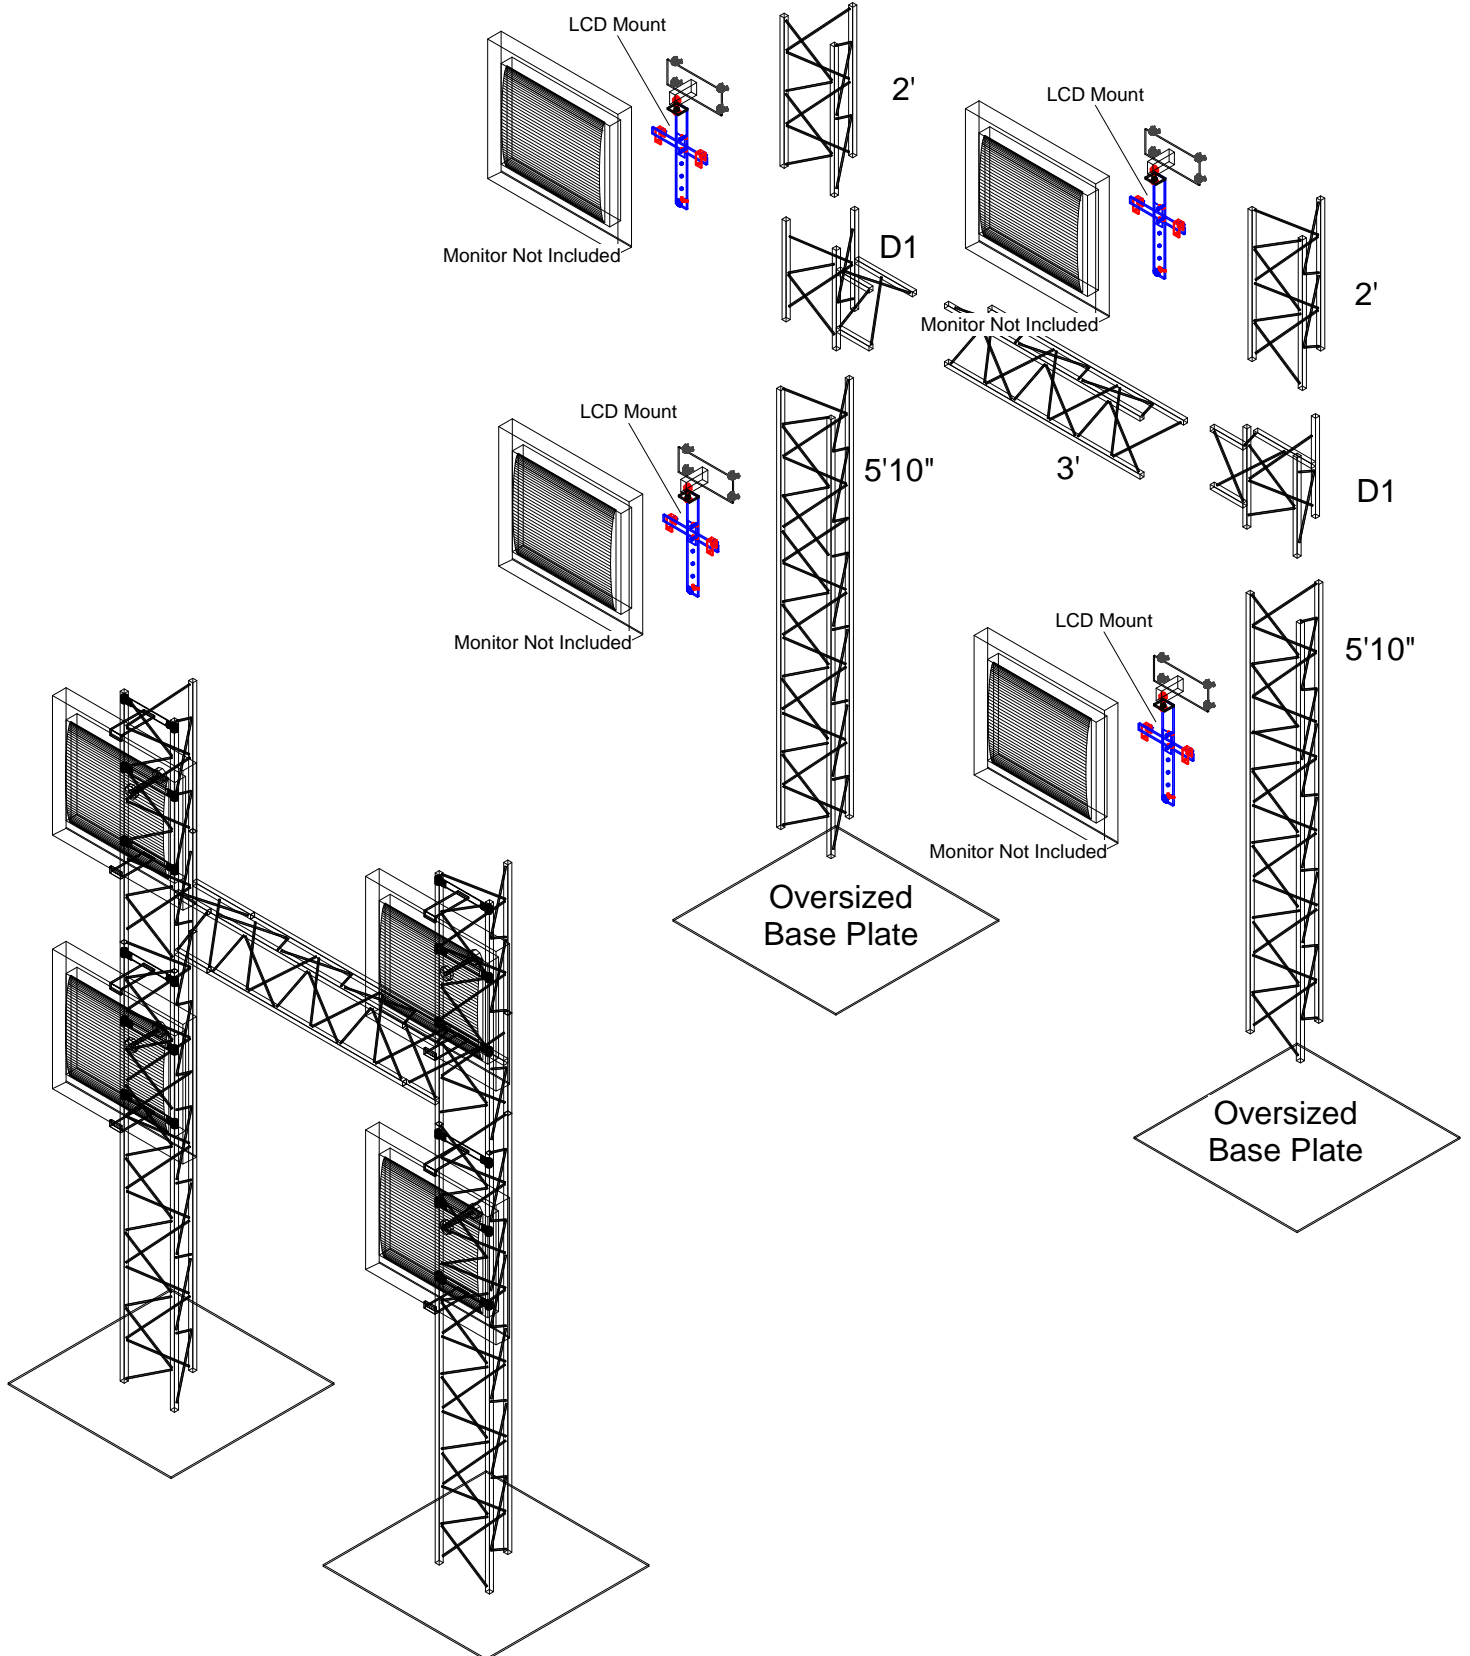 LCD Mount
2'
LCD Mount
Monitor Not Included
D1
2'
Monitor Not Included
LCD Mount
5'10"
3'
D1
Monitor Not Included
LCD Mount
5'10"
Monitor Not Included
Oversized
Base Plate
Oversized
Base Plate